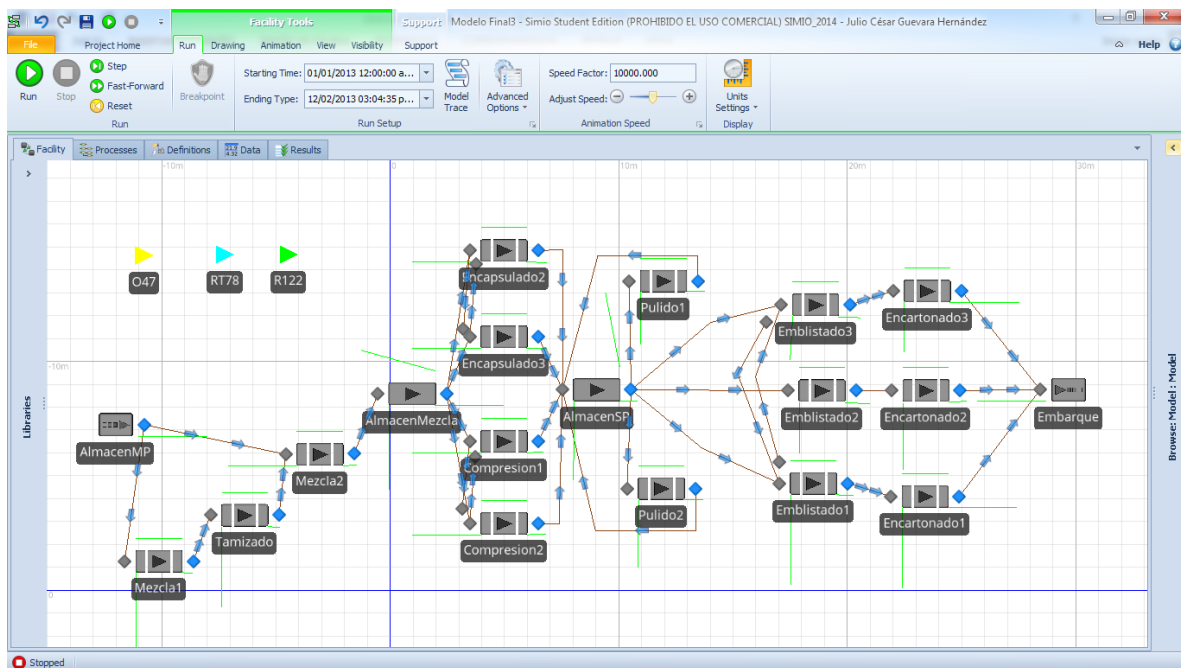 Facility Tools
Support
Modelo Final3 - Simio Student Edition (PROHIBIDO EL USO COMERCIAL) SIMIO_2014 - Julio César Guevara Hernández
File
Project Home
Run
Drawing
Animation
View
Visibility
Support
Help
Run
Stop
Step
Fast-Forward
Reset
Run
Breakpoint
Starting Time: 01/01/2013 12:00:00 a...
Ending Type: 12/02/2013 03:04:35 p...
Model Trace
Advanced Options
Run Setup
Speed Factor: 10000.000
Adjust Speed:
Animation Speed
Units Settings
Display
Facility
Processes
Definitions
Data
Results
Libraries
Browse: Model : Model
-10m
0
10m
20m
30m
-10m
0
O47
RT78
R122
Encapsulado2
Pulido1
Emblistado3
Encartonado3
Encapsulado3
AlmacenMezcla
AlmacenSP
Emblistado2
Encartonado2
Embarque
AlmacenMP
Mezcla2
Compresion1
Tamizado
Compresion2
Pulido2
Emblistado1
Encartonado1
Mezcla1
Stopped